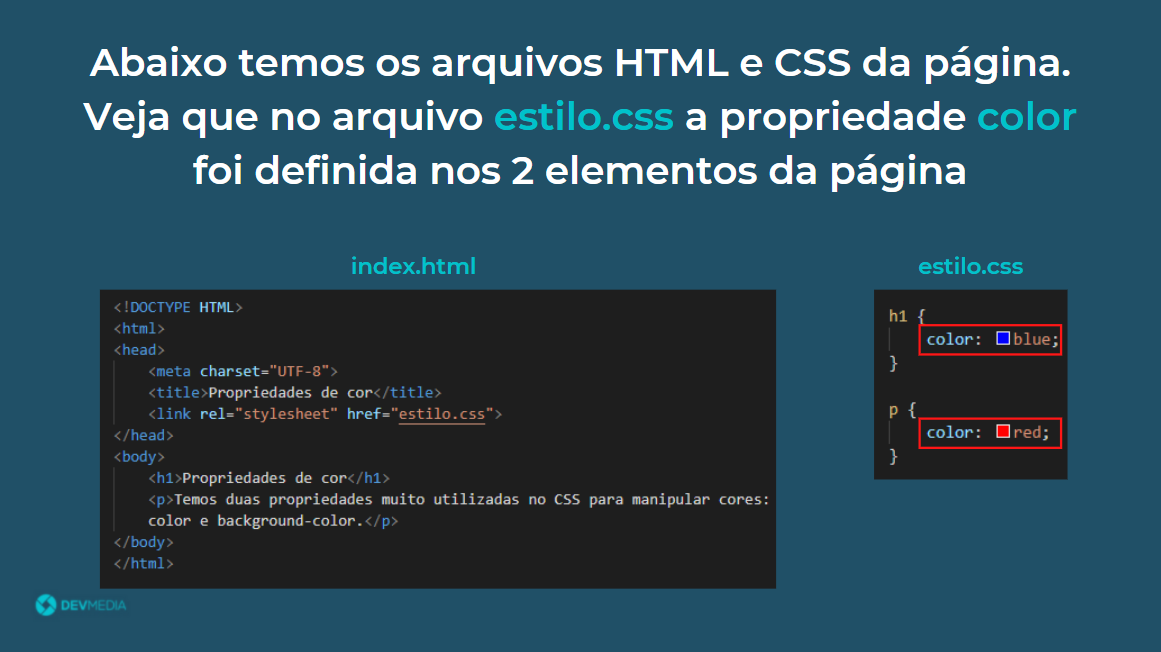 Abaixo temos os arquivos HTML e CSS da página.
Veja que no arquivo estilo.css a propriedade color
foi definida nos 2 elementos da página
index.html
<!DOCTYPE HTML>
<html>
<head>
<meta charset="UTF-8">
<title>Propriedades de cor</title>
<link rel="stylesheet" href="estilo.css">
</head>
<body>
<h1>Propriedades de cor</h1>
<p>Temos duas propriedades muito utilizadas no CSS para manipular cores:
color e background-color.</p>
</body>
</html>
estilo.css
h1 {
color: blue;
}
p {
color: red;
}
DEVMEDIA